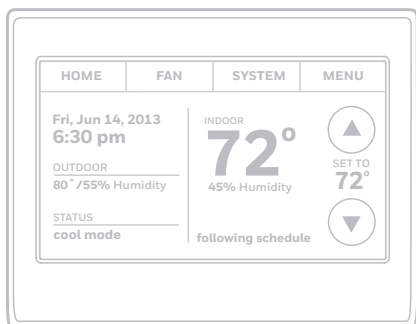 HOME FAN SYSTEM MENU
Fri, Jun 14, 2013
6:30 pm
OUTDOOR
80˚/55% Humidity
STATUS
cool mode
INDOOR
72°
45% Humidity
following schedule
SET TO
72°